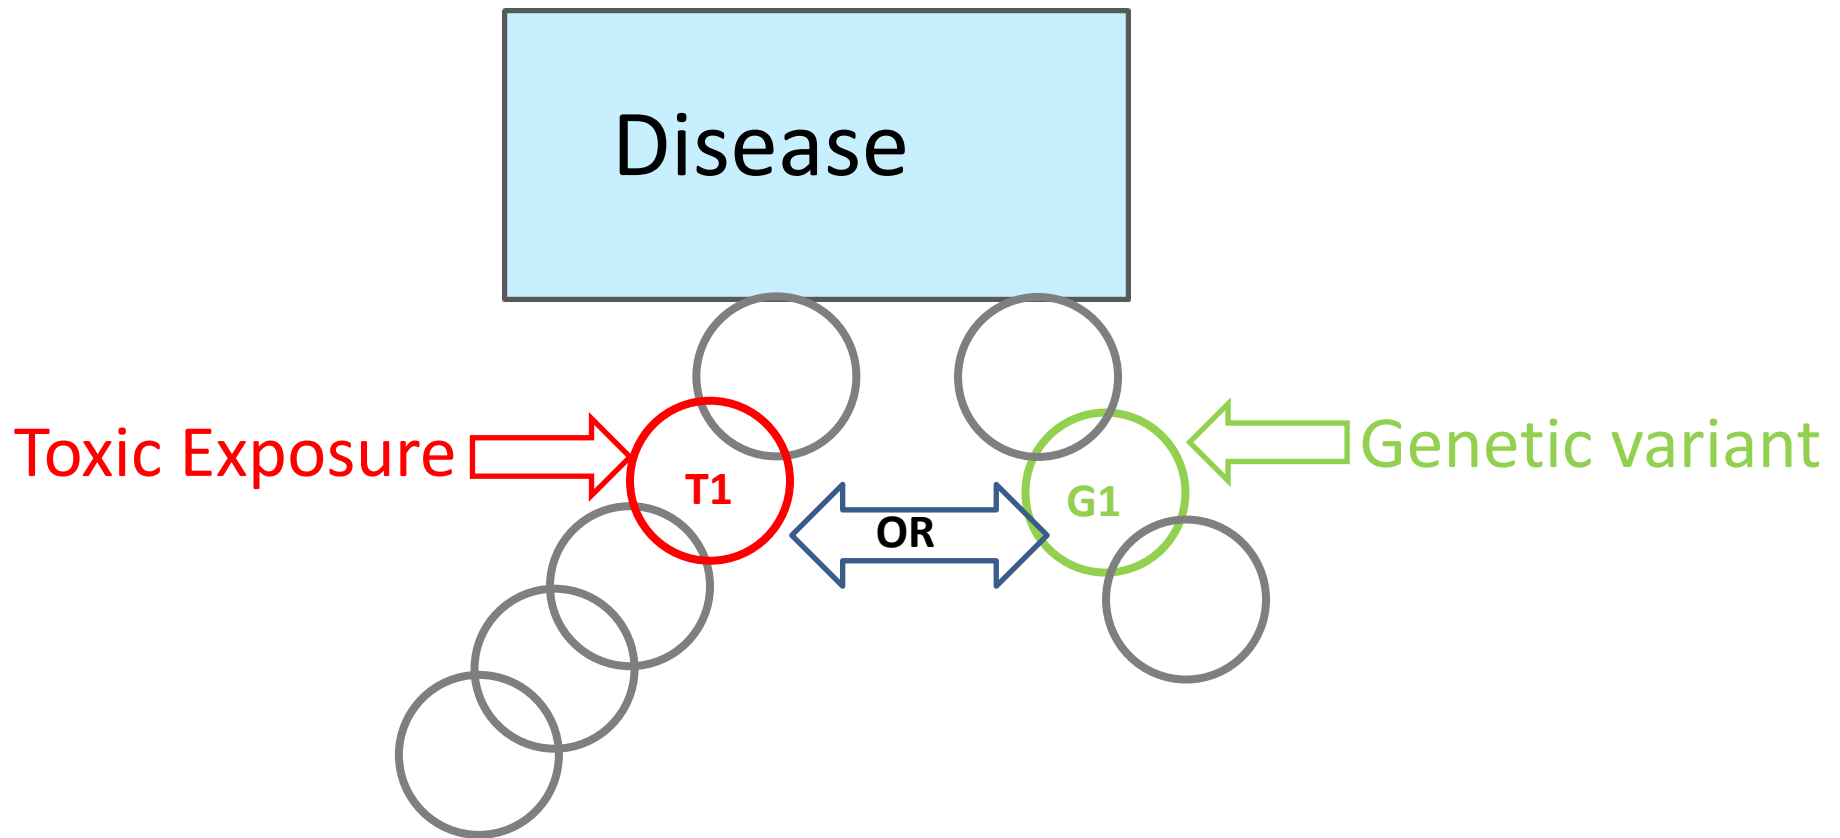 Disease
Toxic Exposure
Genetic variant
T1
G1
OR